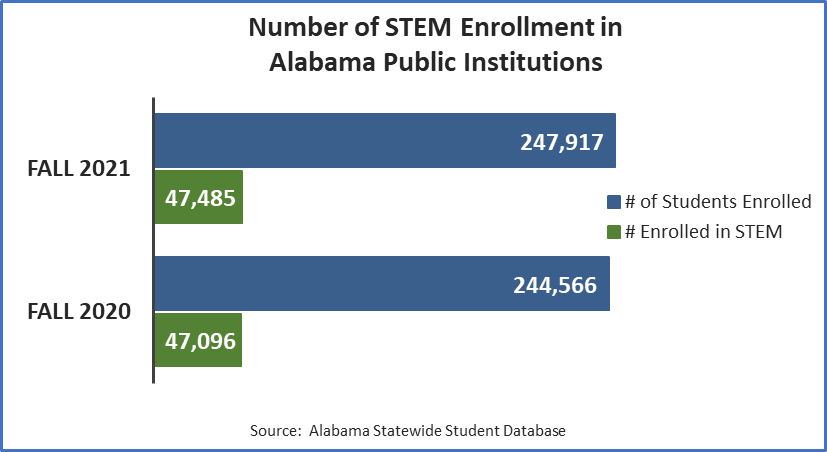 Number of STEM Enrollment in
Alabama Public Institutions
FALL 2021
247,917
47,485
# of Students Enrolled
# Enrolled in STEM
FALL 2020
244,566
47,096
Source:  Alabama Statewide Student Database